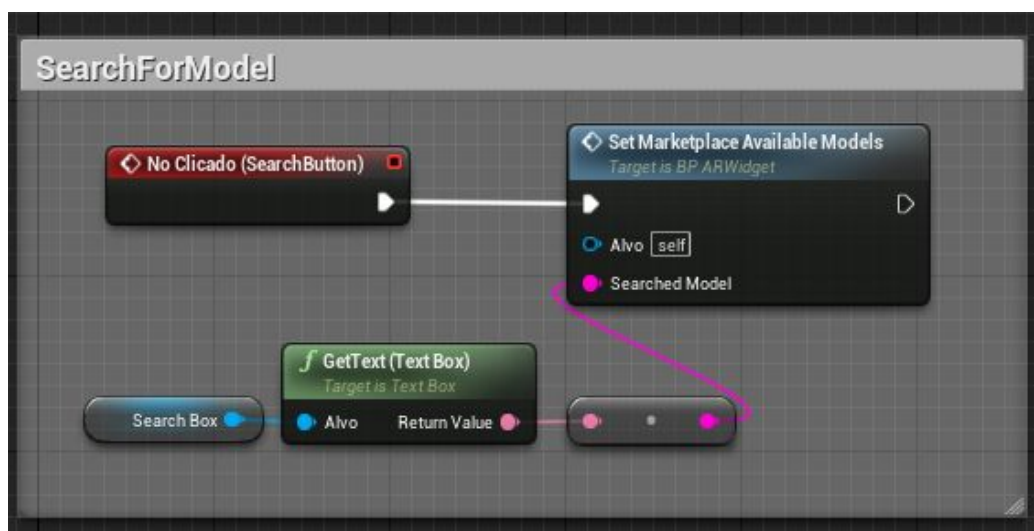 SearchForModel
No Clicado (SearchButton)
Set Marketplace Available Models
Target is BP ARWidget
Alvo self
Searched Model
GetText (Text Box)
Target is Text Box
Search Box
Alvo Return Value